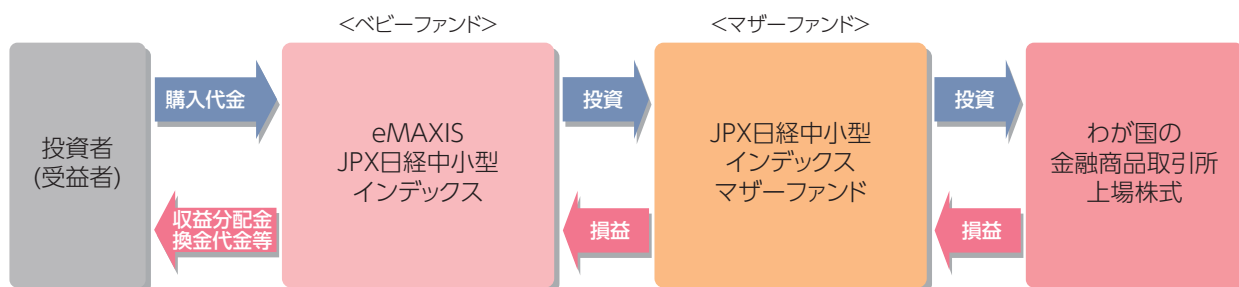 <ベビーファンド>
<マザーファンド>
投資者
(受益者)
購入代金
収益分配金
換金代金等
eMAXIS
JPX日経中小型
インデックス
投資
損益
JPX日経中小型
インデックス
マザーファンド
投資
損益
わが国の
金融商品取引所
上場株式